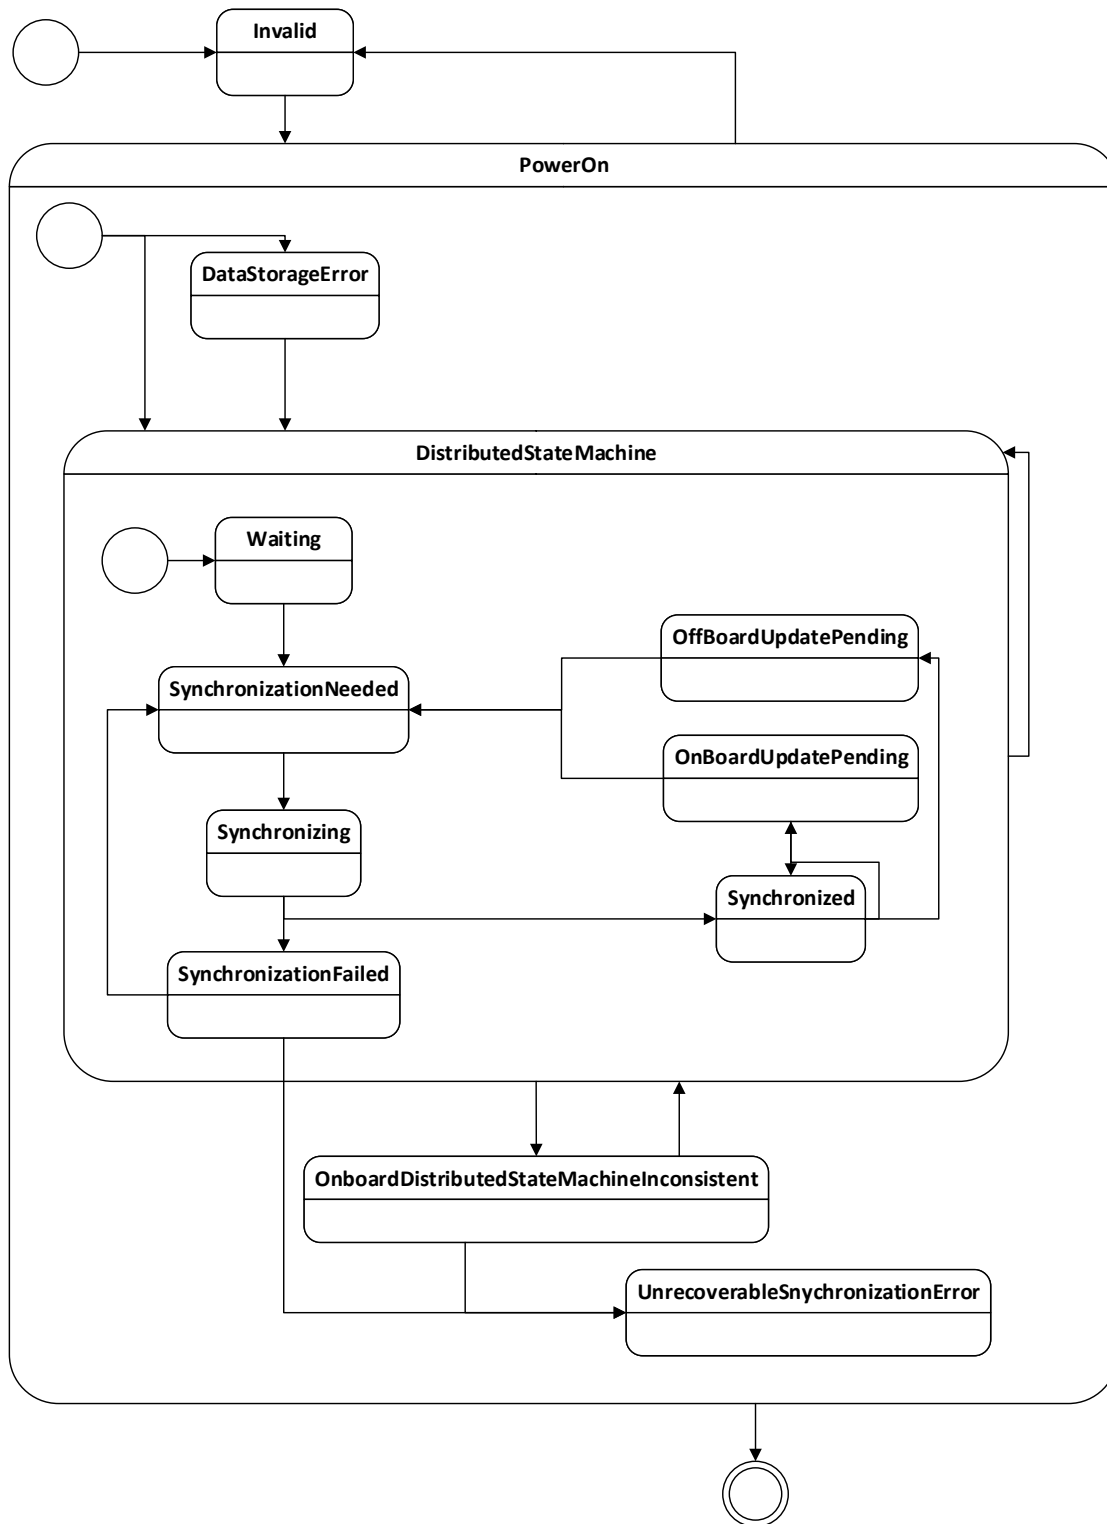 Invalid
PowerOn
DataStorageError
DistributedStateMachine
Waiting
OffBoardUpdatePending
SynchronizationNeeded
OnBoardUpdatePending
Synchronizing
Synchronized
SynchronizationFailed
OnboardDistributedStateMachineInconsistent
UnrecoverableSnychronizationError